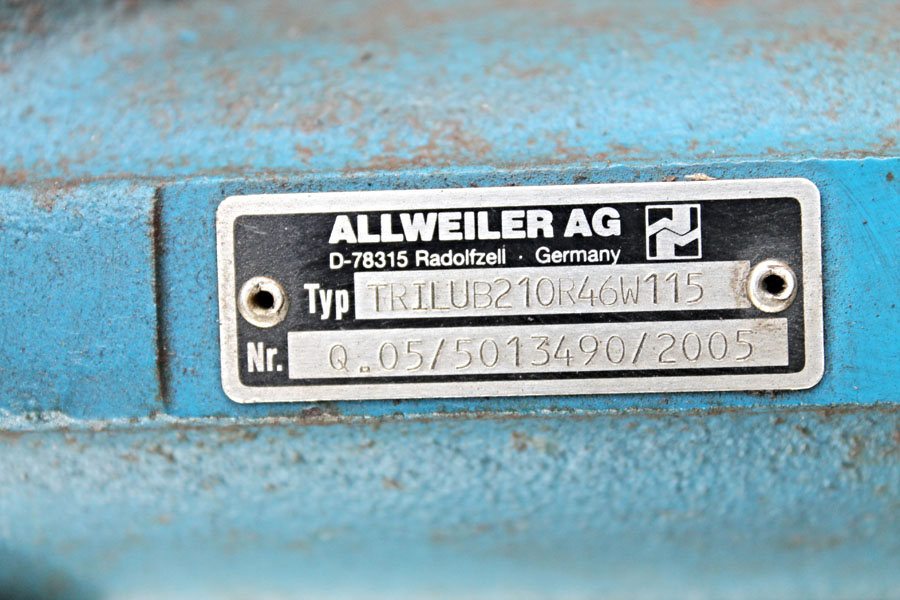 ALLWEILER AG
D-78315 Radolfzell · Germany
Typ TRILUB210R46W115
Nr. Q.05/5013490/2005